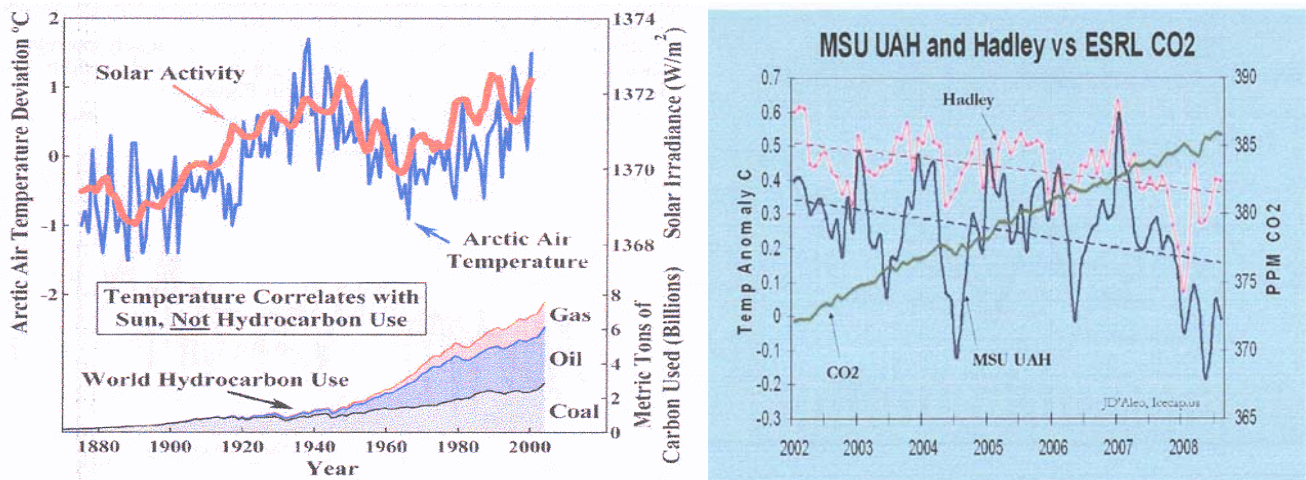 Arctic Air Temperature Deviation °C
2
1
0
-1
-2
Solar Activity
Arctic Air
Temperature
1374
1372
1370
1368
Solar Irradiance (W/m²)
Temperature Correlates with
Sun, Not Hydrocarbon Use
World Hydrocarbon Use
Gas
Oil
Coal
8
6
4
2
0
Metric Tons of
Carbon Used (Billions)
1880 1900 1920 1940 1960 1980 2000
Year
MSU UAH and Hadley vs ESRL CO2
Temp Anomaly C
0.7
0.6
0.5
0.4
0.3
0.2
0.1
0
-0.1
-0.2
-0.3
Hadley
MSU UAH
CO2
JD'Aleo, Icecap.us
390
385
380
375
370
365
PPM CO2
2002 2003 2004 2005 2006 2007 2008